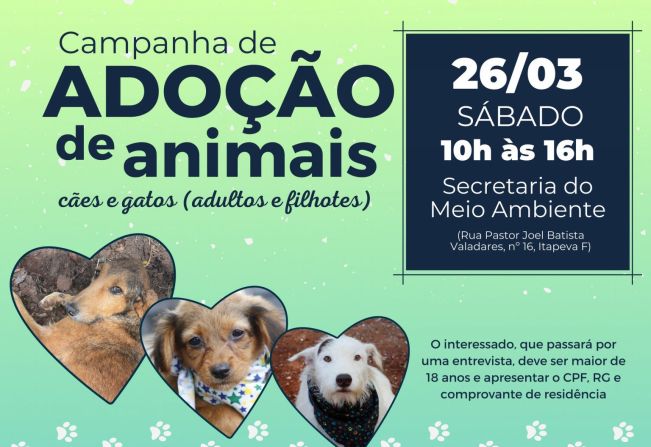 Campanha de
ADOÇÃO
de animais
cães e gatos (adultos e filhotes)
26/03
SÁBADO
10h às 16h
Secretaria do
Meio Ambiente
(Rua Pastor Joel Batista
Valadares, nº 16, Itapeva F)
O interessado, que passará por
uma entrevista, deve ser maior de
18 anos e apresentar o CPF, RG e
comprovante de residência